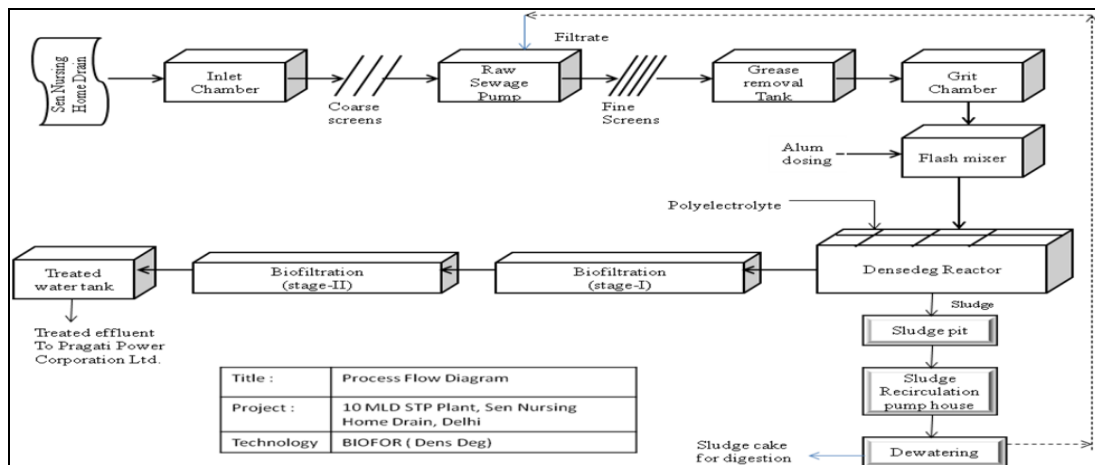 Filtrate
Sen Nursing
Home Drain
Inlet
Chamber
Coarse
screens
Raw
Sewage
Pump
Fine
Screens
Grease
removal
Tank
Grit
Chamber
Alum
dosing
Flash mixer
Polyelectrolyte
Densedeg Reactor
Biofiltration
(stage-I)
Biofiltration
(stage-II)
Treated
water tank
Treated effluent
To Pragati Power
Corporation Ltd.
Sludge
Sludge pit
Sludge
Recirculation
pump house
Dewatering
Sludge cake
for digestion
Title : Process Flow Diagram
Project : 10 MLD STP Plant, Sen Nursing
Home Drain, Delhi
Technology BIOFOR ( Dens Deg)